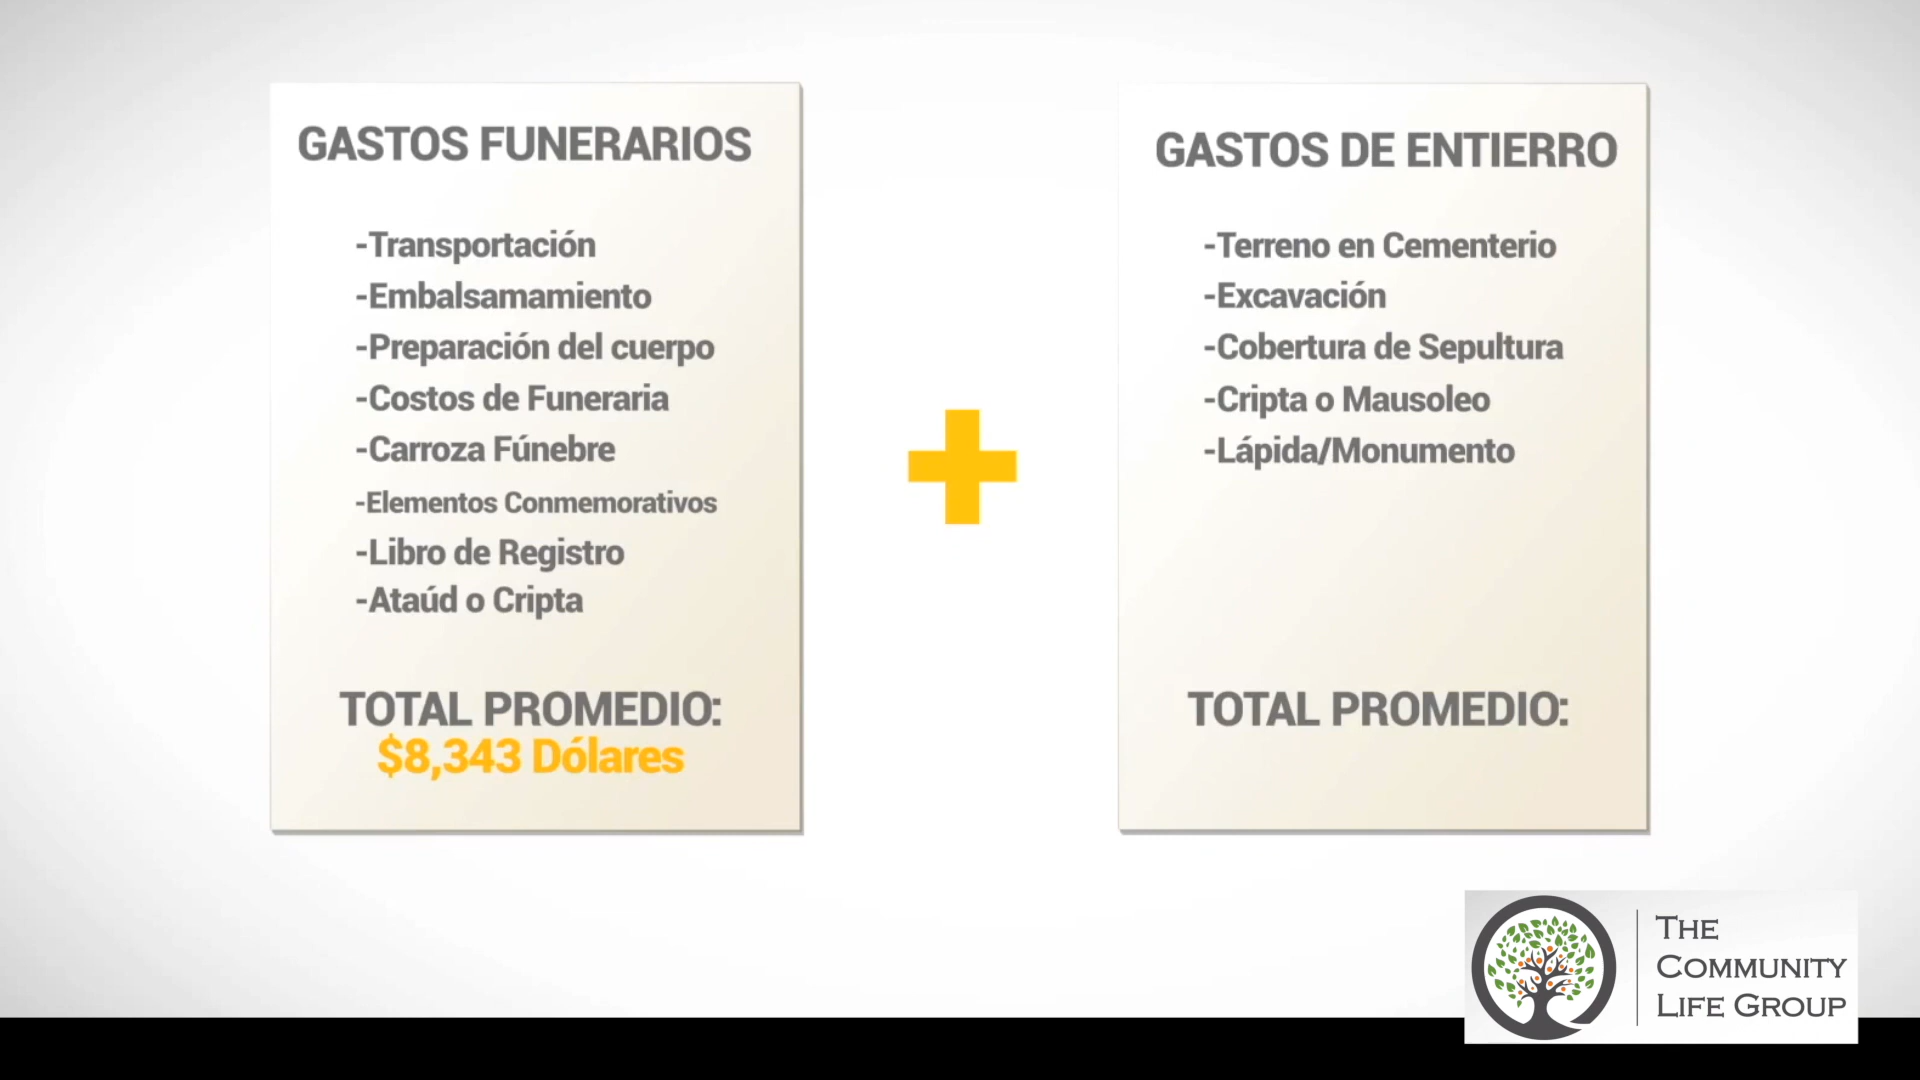 GASTOS FUNERARIOS
-Transportación
-Embalsamamiento
-Preparación del cuerpo
-Costos de Funeraria
-Carroza Fúnebre
-Elementos Conmemorativos
-Libro de Registro
-Ataúd o Cripta
TOTAL PROMEDIO:
$8,343 Dólares
GASTOS DE ENTIERRO
-Terreno en Cementerio
-Excavación
-Cobertura de Sepultura
-Cripta o Mausoleo
-Lápida/Monumento
TOTAL PROMEDIO:
THE
COMMUNITY
LIFE GROUP